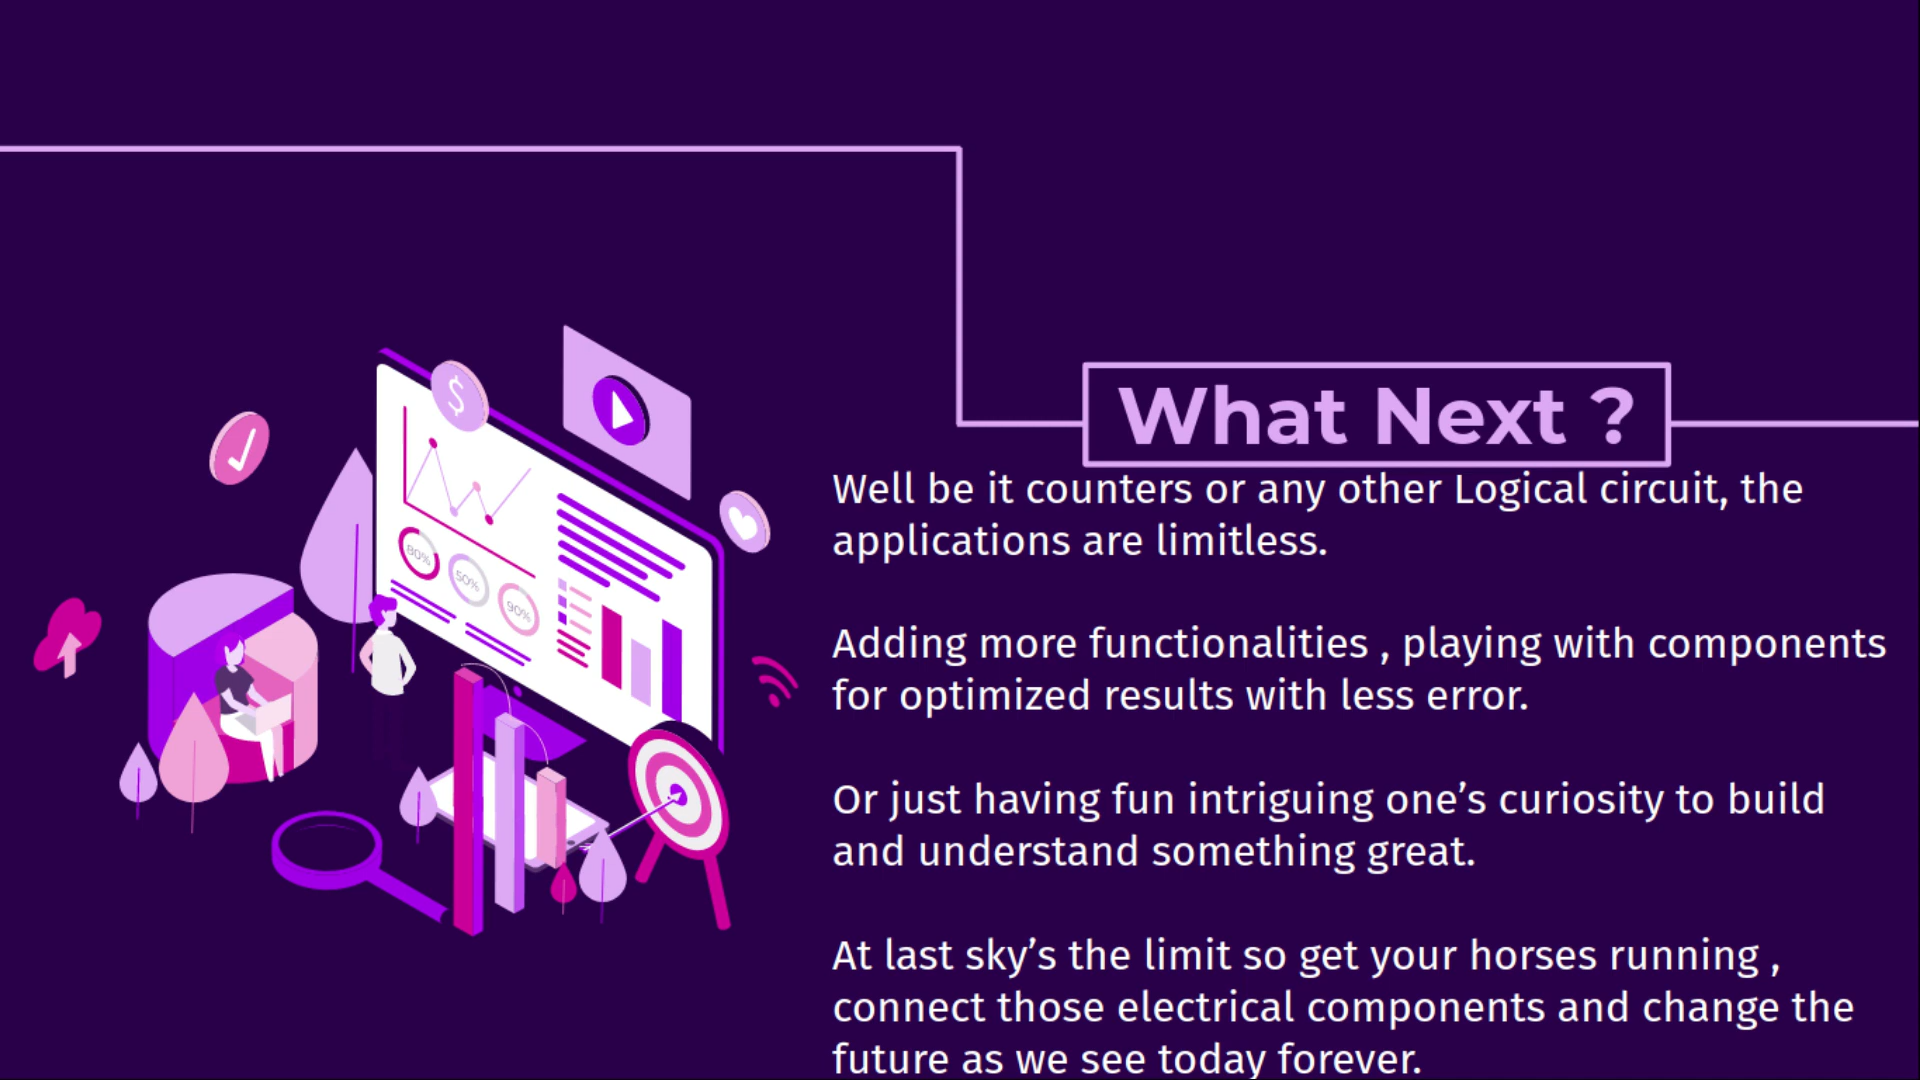 What Next ?
Well be it counters or any other Logical circuit, the
applications are limitless.
Adding more functionalities , playing with components
for optimized results with less error.
Or just having fun intriguing one’s curiosity to build
and understand something great.
At last sky’s the limit so get your horses running ,
connect those electrical components and change the
future as we see today forever.
$
80%
50%
90%